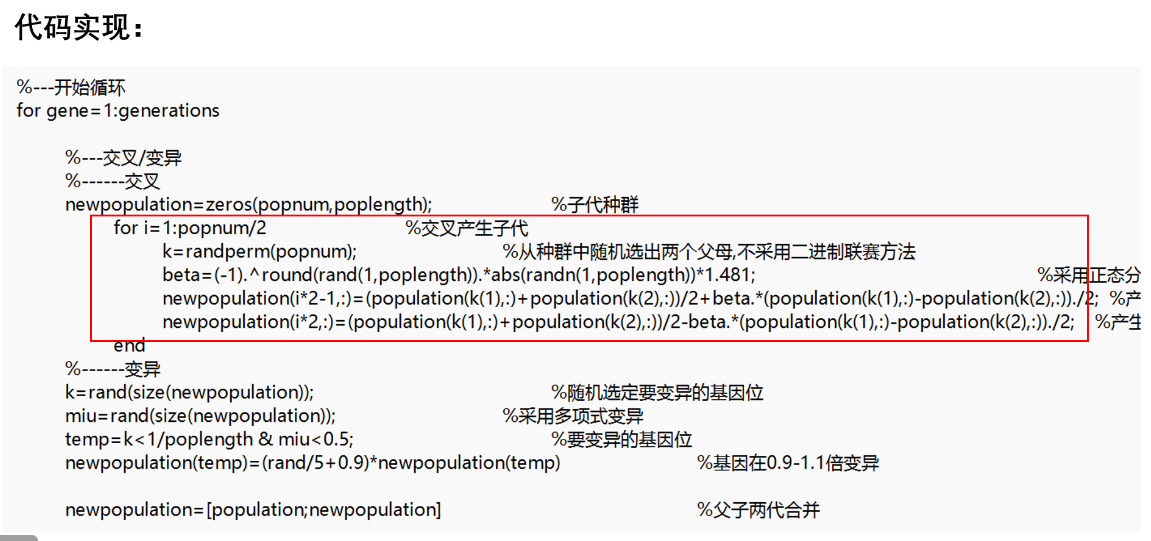 代码实现：
%---开始循环
for gene=1:generations
%---交叉/变异
%------交叉
newpopulation=zeros(popnum,poplength); %子代种群
for i=1:popnum/2 %交叉产生子代
k=randperm(popnum); %从种群中随机选出两个父母,不采用二进制联赛方法
beta=(-1).^round(rand(1,poplength)).*abs(randn(1,poplength))*1.481; %采用正态分
newpopulation(i*2-1,:)=(population(k(1),:)+population(k(2),:))/2+beta.*(population(k(1),:)-population(k(2),:))./2; %产
newpopulation(i*2,:)=(population(k(1),:)+population(k(2),:))/2-beta.*(population(k(1),:)-population(k(2),:))./2; %产生
end
%------变异
k=rand(size(newpopulation)); %随机选定要变异的基因位
miu=rand(size(newpopulation)); %采用多项式变异
temp=k<1/poplength & miu<0.5; %要变异的基因位
newpopulation(temp)=(rand/5+0.9)*newpopulation(temp) %基因在0.9-1.1倍变异
newpopulation=[population;newpopulation] %父子两代合并